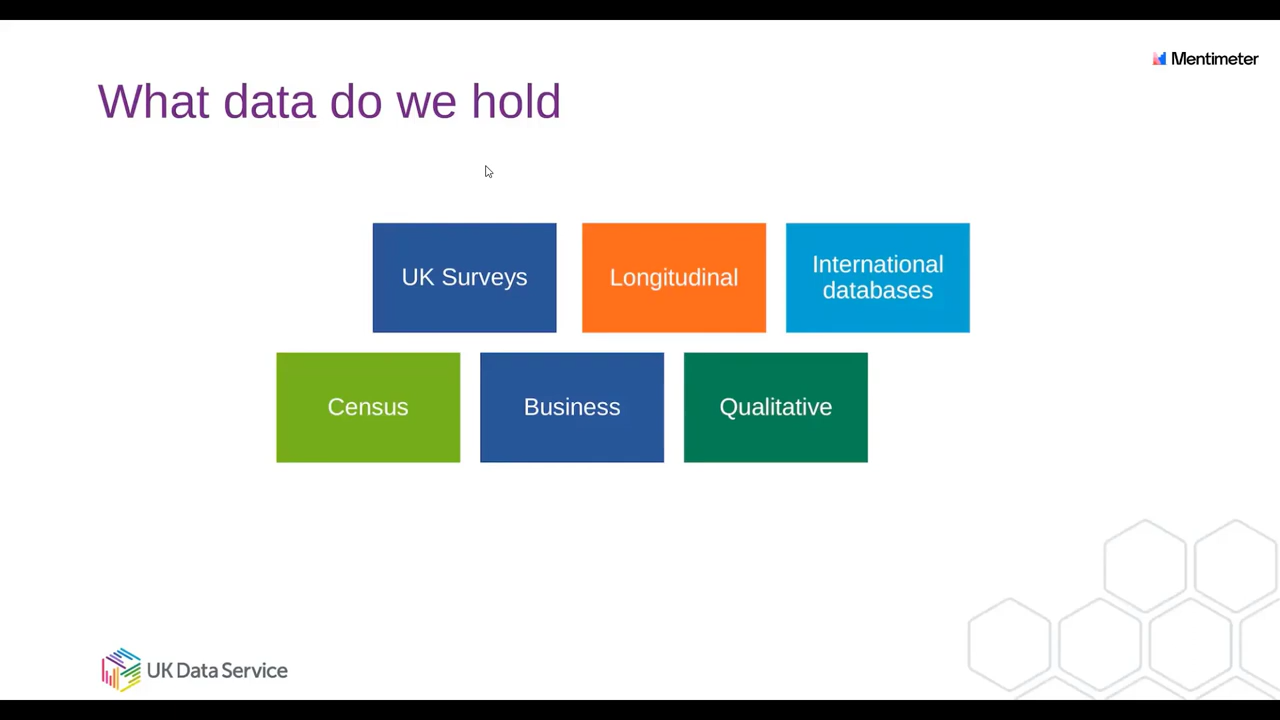 Mentimeter
What data do we hold
UK Surveys
Longitudinal
International
databases
Census
Business
Qualitative
UK Data Service